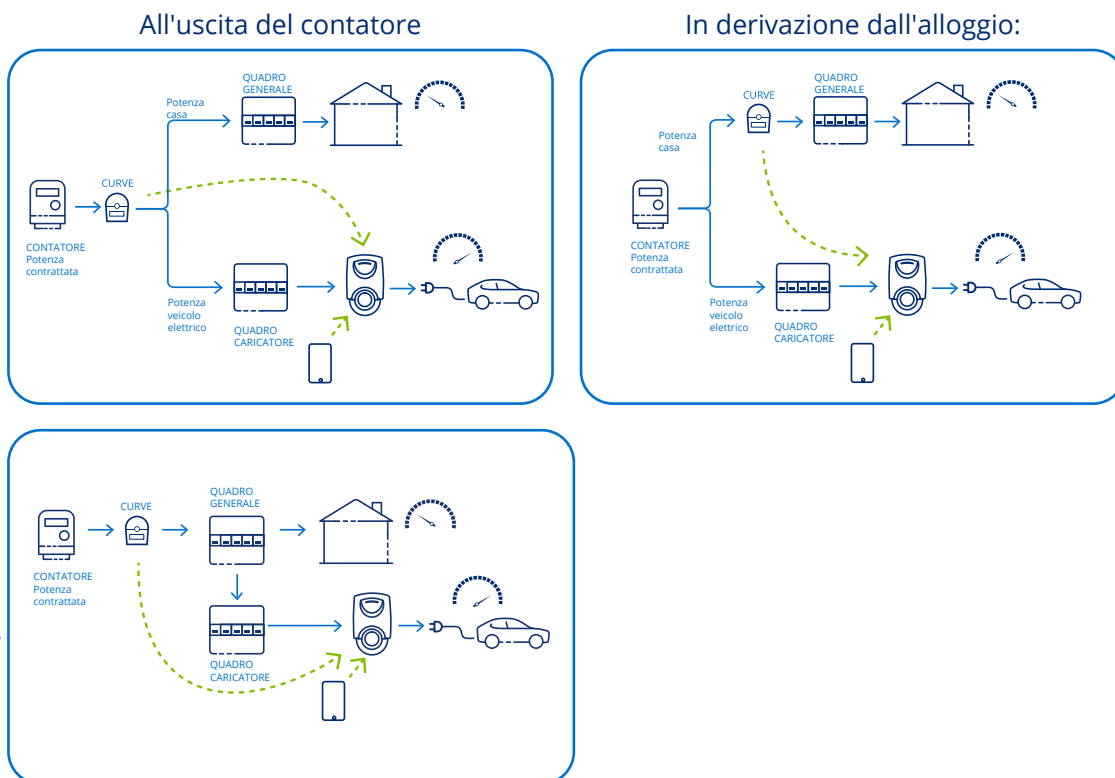 All'uscita del contatore
QUADRO
GENERALE
Potenza
casa
CURVE
CONTATORE
Potenza
contrattata
Potenza
veicolo
elettrico
QUADRO
CARICATORE
In derivazione dall'alloggio:
QUADRO
GENERALE
CURVE
Potenza
casa
CONTATORE
Potenza
contrattata
Potenza
veicolo
elettrico
QUADRO
CARICATORE
QUADRO
GENERALE
CURVE
CONTATORE
Potenza
contrattata
QUADRO
CARICATORE